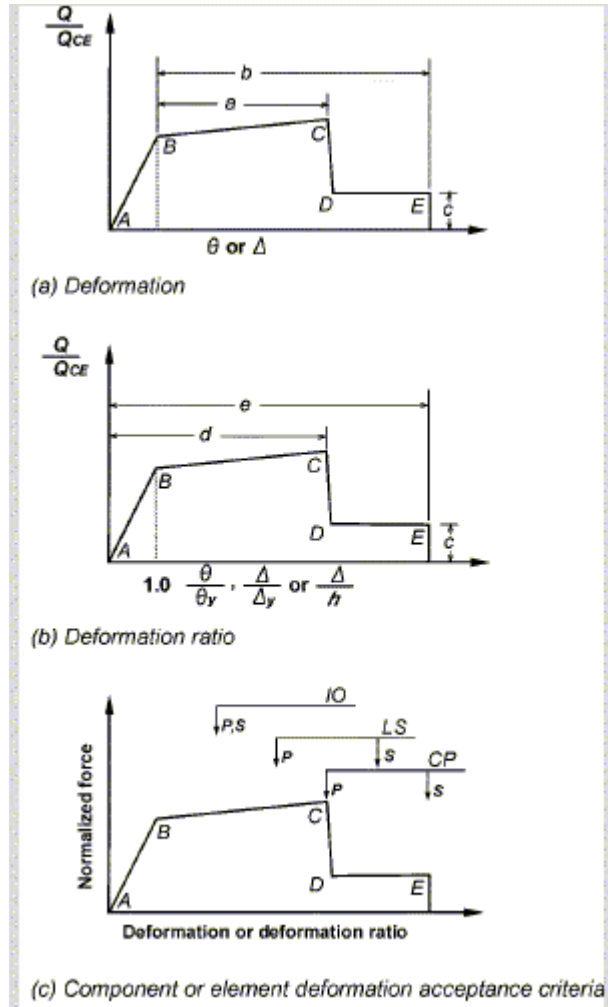 Q
QCE
b
a
B
C
A
D
E
c
θ or Δ
(a) Deformation
Q
QCE
e
d
B
C
A
D
E
c
1.0 θ/θy , Δ/Δy or Δ/h
(b) Deformation ratio
IO
P,S
LS
P
S
CP
P
S
Normalized force
B
C
A
D
E
Deformation or deformation ratio
(c) Component or element deformation acceptance criteria